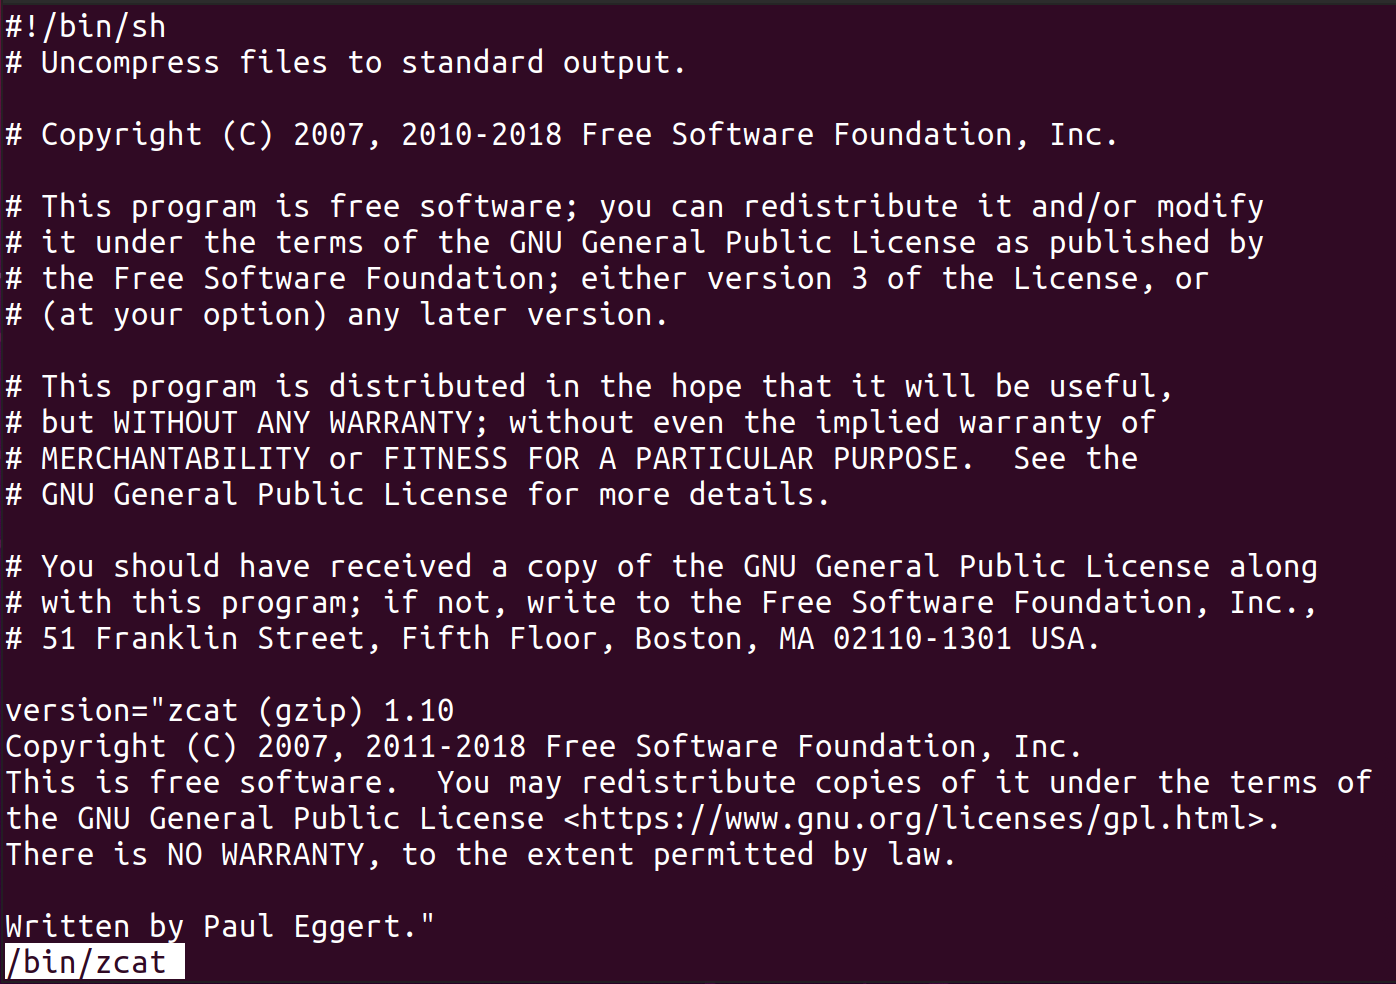 #!/bin/sh
# Uncompress files to standard output.

# Copyright (C) 2007, 2010-2018 Free Software Foundation, Inc.

# This program is free software; you can redistribute it and/or modify
# it under the terms of the GNU General Public License as published by
# the Free Software Foundation; either version 3 of the License, or
# (at your option) any later version.

# This program is distributed in the hope that it will be useful,
# but WITHOUT ANY WARRANTY; without even the implied warranty of
# MERCHANTABILITY or FITNESS FOR A PARTICULAR PURPOSE.  See the
# GNU General Public License for more details.

# You should have received a copy of the GNU General Public License along
# with this program; if not, write to the Free Software Foundation, Inc.,
# 51 Franklin Street, Fifth Floor, Boston, MA 02110-1301 USA.

version="zcat (gzip) 1.10
Copyright (C) 2007, 2011-2018 Free Software Foundation, Inc.
This is free software.  You may redistribute copies of it under the terms of
the GNU General Public License <https://www.gnu.org/licenses/gpl.html>.
There is NO WARRANTY, to the extent permitted by law.

Written by Paul Eggert."
/bin/zcat